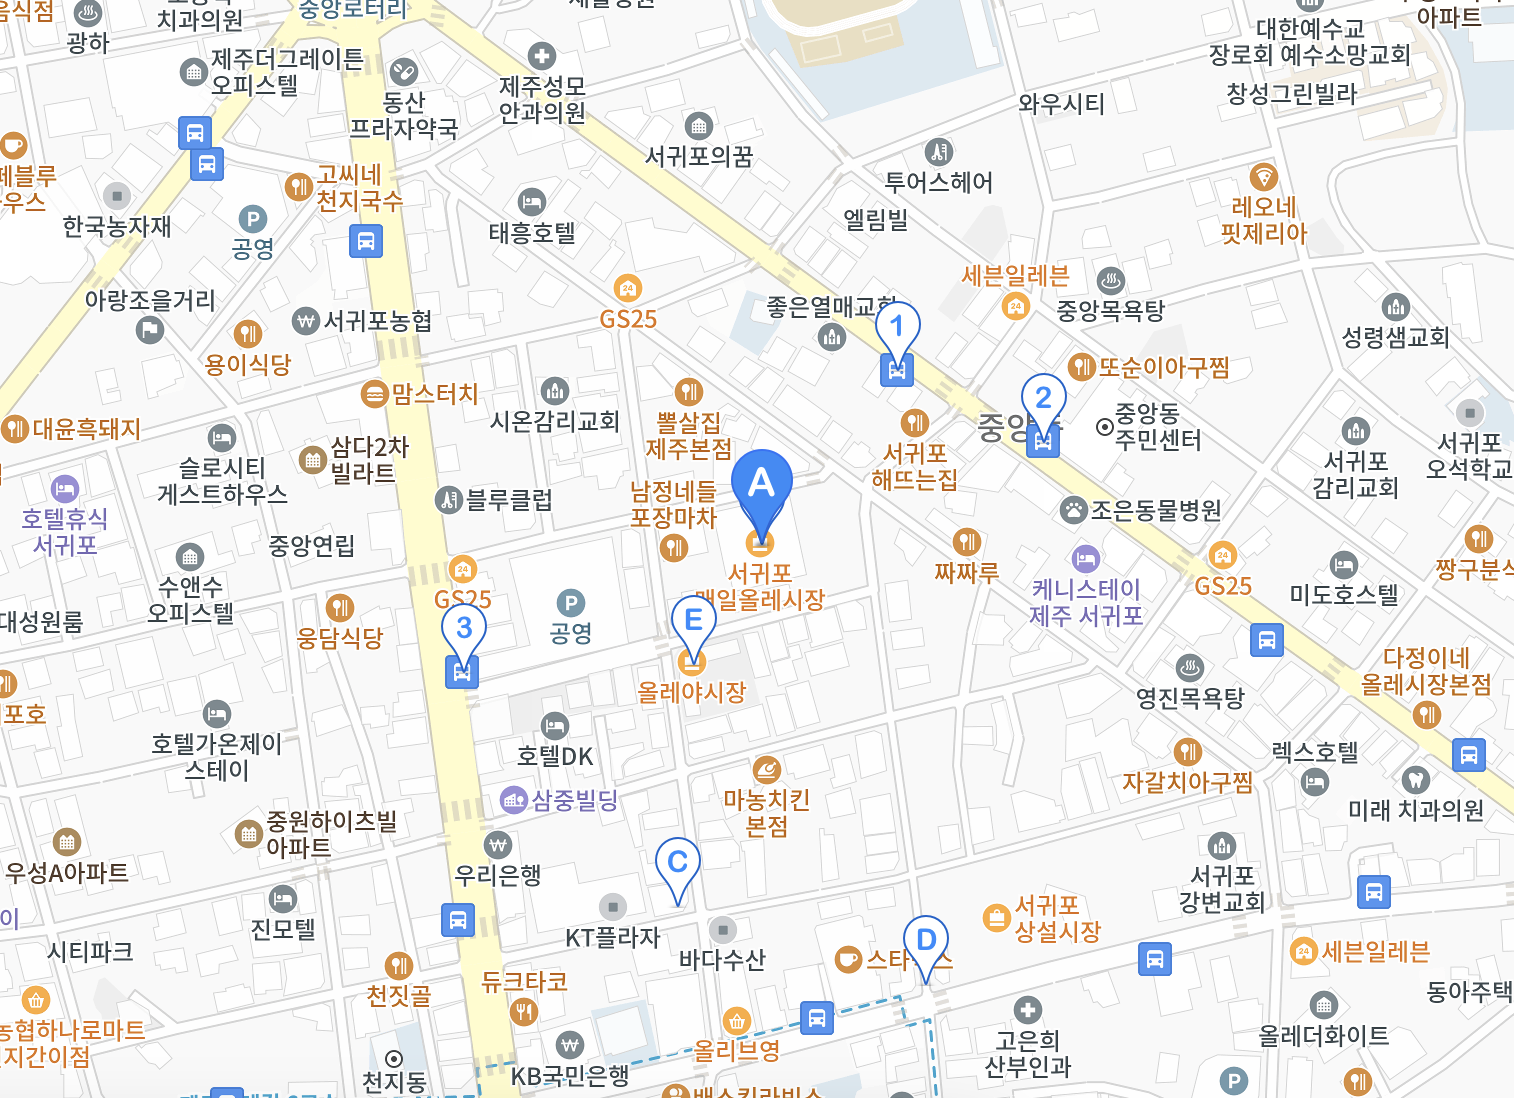 중앙로터리
치과의원
광하
제주더그레이튼
오피스텔
동산
프라자약국
제주성모
안과의원
대한예수교
장로회 예수소망교회
아파트
창성그린빌라
와우시티
서귀포의꿈
투어스헤어
엘림빌
레오네
핏제리아
고씨네
천지국수
한국농자재
P
공영
태흥호텔
아랑조을거리
서귀포농협
용이식당
24
GS25
좋은열매교회
1
세븐일레븐
24
중앙목욕탕
성령샘교회
맘스터치
대윤흑돼지
시온감리교회
뽈살집
제주본점
2
또순이아구찜
중앙동
주민센터
서귀포
해뜨는집
서귀포
감리교회
서귀포
오석학교
삼다2차
빌라트
슬로시티
게스트하우스
호텔휴식
서귀포
블루클럽
남정네들
포장마차
A
서귀포
매일올레시장
조은동물병원
짜짜루
케니스테이
제주 서귀포
24
GS25
미도호스텔
중앙연립
수앤수
오피스텔
대성원룸
웅담식당
24
GS25
3
P
공영
E
올레야시장
영진목욕탕
다정이네
올레시장본점
호텔가온제이
스테이
호텔DK
삼중빌딩
마농치킨
본점
자갈치아구찜
렉스호텔
미래 치과의원
중원하이츠빌
아파트
우성A아파트
우리은행
C
서귀포
강변교회
진모텔
시티파크
KT플라자
바다수산
D
서귀포
상설시장
24
세븐일레븐
천짓골
듀크타코
동아주택
올리브영
고은희
산부인과
올레더화이트
KB국민은행
천지동
P